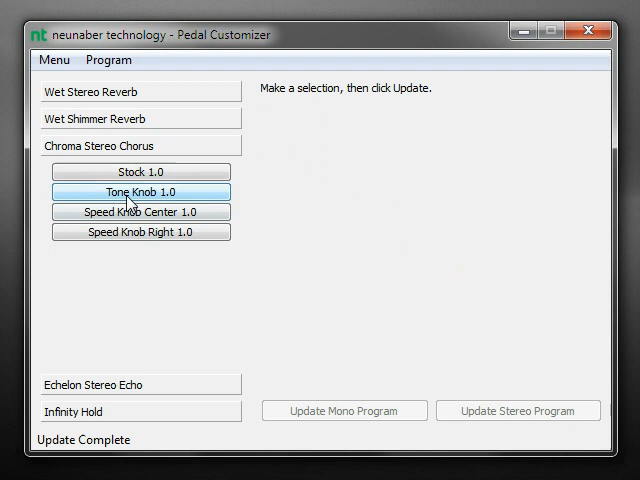 nt neunaber technology - Pedal Customizer
Menu Program
Wet Stereo Reverb
Make a selection, then click Update.
Wet Shimmer Reverb
Chroma Stereo Chorus
Stock 1.0
Tone Knob 1.0
Speed Knob Center 1.0
Speed Knob Right 1.0
Echelon Stereo Echo
Infinity Hold
Update Mono Program
Update Stereo Program
Update Complete